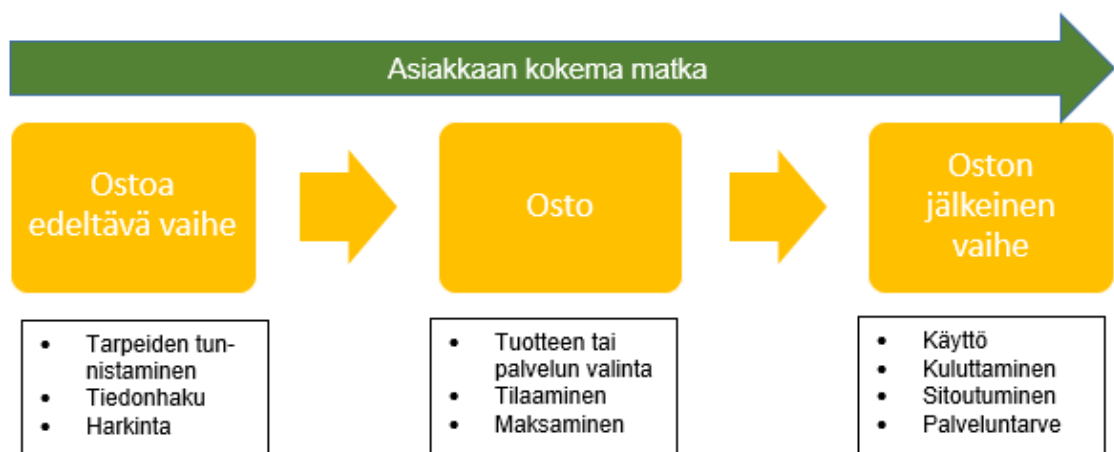 Asiakkaan kokema matka
Ostoa
edeltävä vaihe
Osto
Oston
jälkeinen
vaihe
• Tarpeiden tun-
nistaminen
• Tiedonhaku
• Harkinta
• Tuotteen tai
palvelun valinta
• Tilaaminen
• Maksaminen
• Käyttö
• Kuluttaminen
• Sitoutuminen
• Palveluntarve